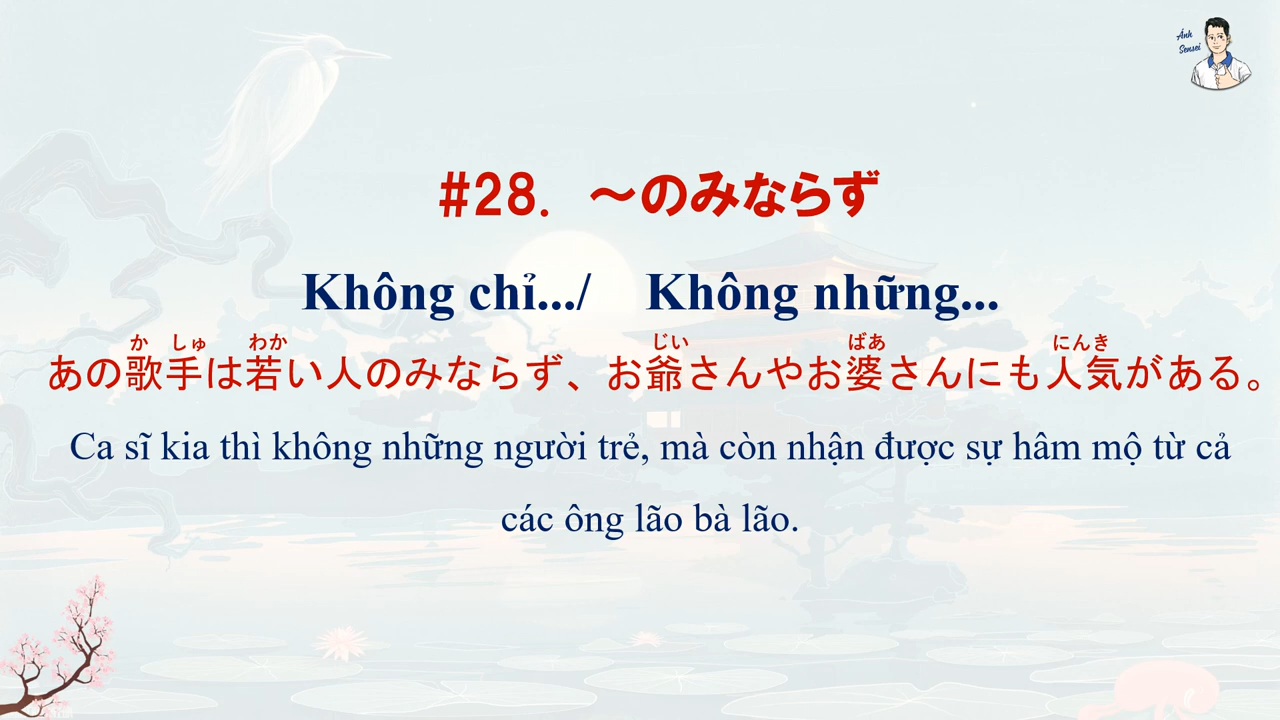 Ánh
Sensei
#28. ～のみならず
Không chỉ.../ Không những...
か しゅ わか じい ばあ にんき
あの歌手は若い人のみならず、お爺さんやお婆さんにも人気がある。
Ca sĩ kia thì không những người trẻ, mà còn nhận được sự hâm mộ từ cả
các ông lão bà lão.